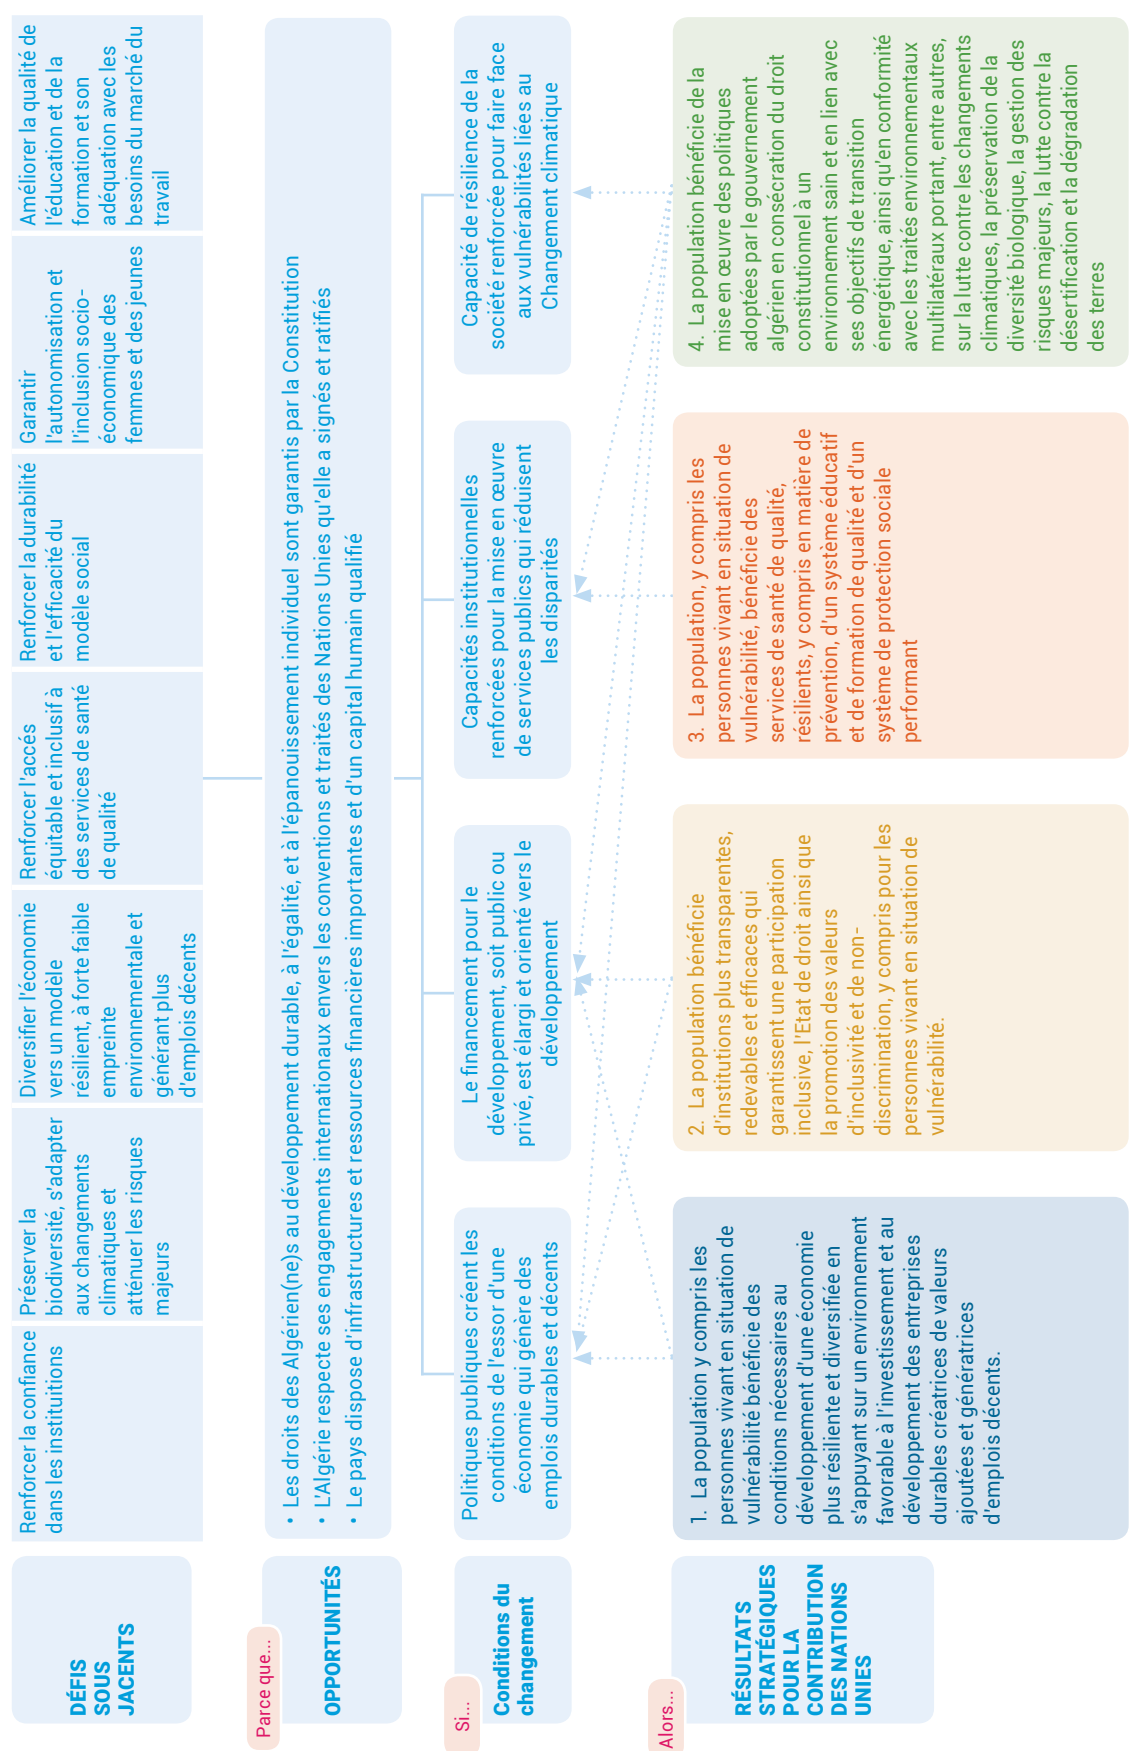 DÉFIS
SOUS
JACENTS
Renforcer la confiance
dans les institutions
Préserver la
biodiversité, s'adapter
aux changements
climatiques et
atténuer les risques
majeurs
Diversifier l'économie
vers un modèle
résilient, à forte faible
empreinte
environnementale et
générant plus
d'emplois décents
Renforcer l'accés
équitable et inclusif à
des services de santé
de qualité
Renforcer la durabilité
et l'efficacité du
modèle social
Garantir
l'autonomisation et
l'inclusion socio-
économique des
femmes et des jeunes
Améliorer la qualité de
l'éducation et de la
formation et son
adéquation avec les
besoins du marché du
travail
Parce que...
OPPORTUNITÉS
• Les droits des Algérien(ne)s au développement durable, à l'égalité, et à l'épanouissement individuel sont garantis par la Constitution
• L'Algérie respecte ses engagements internationaux envers les conventions et traités des Nations Unies qu'elle a signés et ratifiés
• Le pays dispose d'infrastructures et ressources financières importantes et d'un capital humain qualifié
Si...
Conditions du
changement
Politiques publiques créent les
conditions de l'essor d'une
économie qui génère des
emplois durables et décents
Le financement pour le
développement, soit public ou
privé, est élargi et orienté vers le
développement
Capacités institutionnelles
renforcées pour la mise en œuvre
de services publics qui réduisent
les disparités
Capacité de résilience de la
société renforcée pour faire face
aux vulnérabilités liées au
Changement climatique
Alors...
RÉSULTATS
STRATÉGIQUES
POUR LA
CONTRIBUTION
DES NATIONS
UNIES
1. La population y compris les
personnes vivant en situation de
vulnérabilité bénéficie des
conditions nécessaires au
développement d'une économie
plus résiliente et diversifiée en
s'appuyant sur un environnement
favorable à l'investissement et au
développement des entreprises
durables créatrices de valeurs
ajoutées et génératrices
d'emplois décents.
2. La population bénéficie
d'institutions plus transparentes,
redevables et efficaces qui
garantissent une participation
inclusive, l'Etat de droit ainsi que
la promotion des valeurs
d'inclusivité et de non-
discrimination, y compris pour les
personnes vivant en situation de
vulnérabilité.
3. La population, y compris les
personnes vivant en situation de
vulnérabilité, bénéficie des
services de santé de qualité,
résilients, y compris en matière de
prévention, d'un système éducatif
et de formation de qualité et d'un
système de protection sociale
performant
4. La population bénéficie de la
mise en œuvre des politiques
adoptées par le gouvernement
algérien en consécration du droit
constitutionnel à un
environnement sain et en lien avec
ses objectifs de transition
énergétique, ainsi qu'en conformité
avec les traités environnementaux
multilatéraux portant, entre autres,
sur la lutte contre les changements
climatiques, la préservation de la
diversité biologique, la gestion des
risques majeurs, la lutte contre la
désertification et la dégradation
des terres